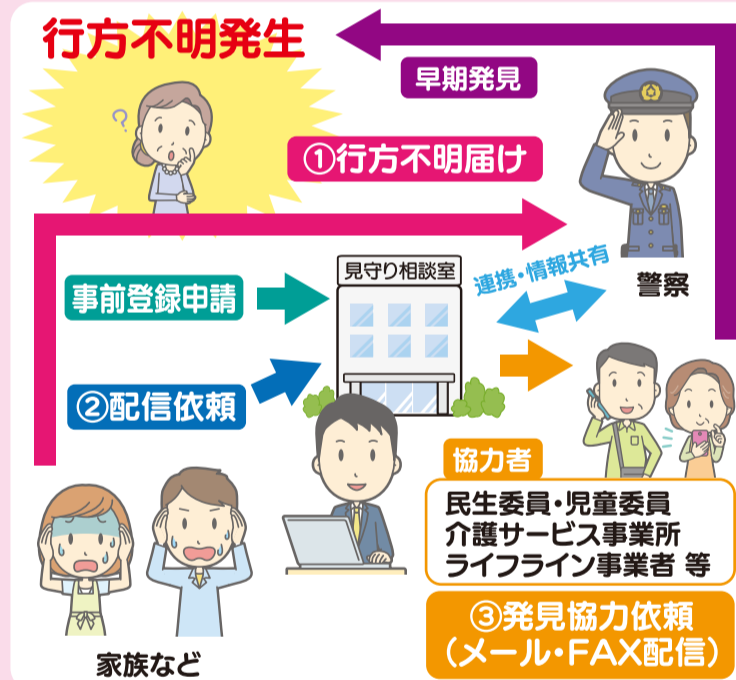 行方不明発生
早期発見
?
①行方不明届け
見守り相談室
連携・情報共有
警察
事前登録申請
②配信依頼
協力者
民生委員・児童委員
介護サービス事業所
ライフライン事業者 等
③発見協力依頼
(メール・FAX配信)
家族など